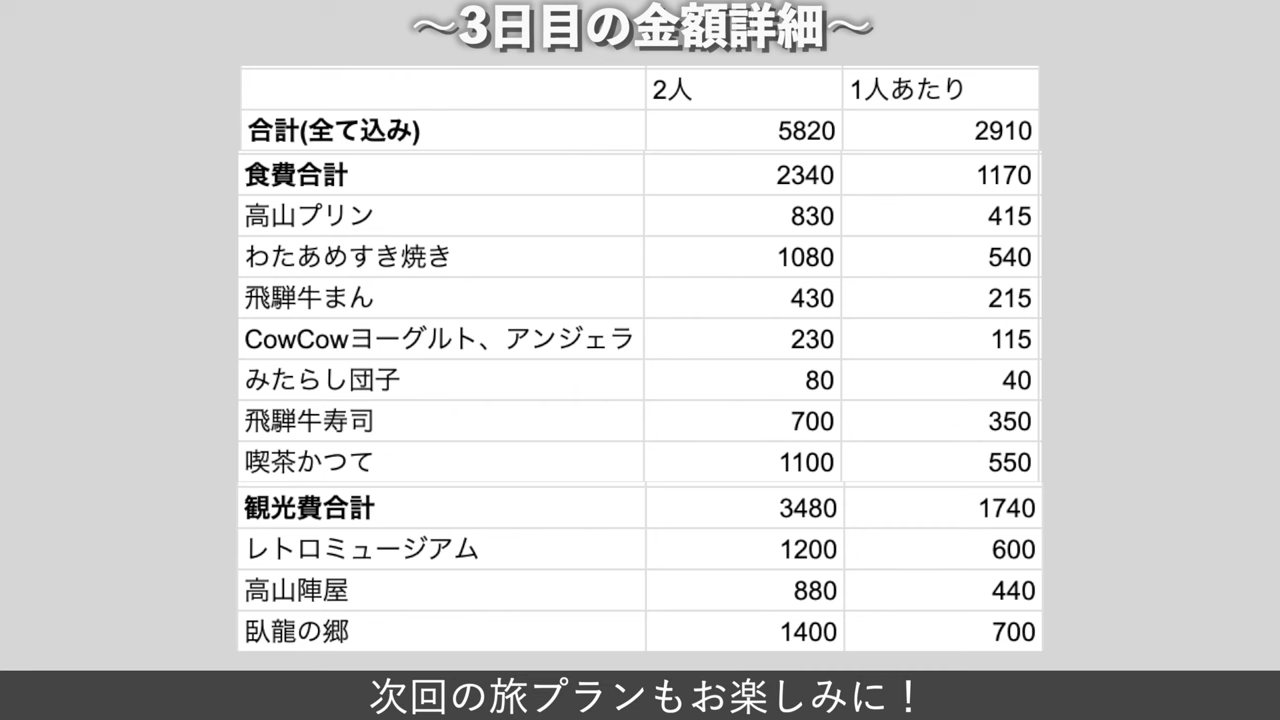 〜3日目の金額詳細〜
2人 1人あたり
合計(全て込み) 5820 2910
食費合計 2340 1170
高山プリン 830 415
わたあめすき焼き 1080 540
飛騨牛まん 430 215
CowCowヨーグルト、アンジェラ 230 115
みたらし団子 80 40
飛騨牛寿司 700 350
喫茶かつて 1100 550
観光費合計 3480 1740
レトロミュージアム 1200 600
高山陣屋 880 440
臥龍の郷 1400 700
次回の旅プランもお楽しみに！